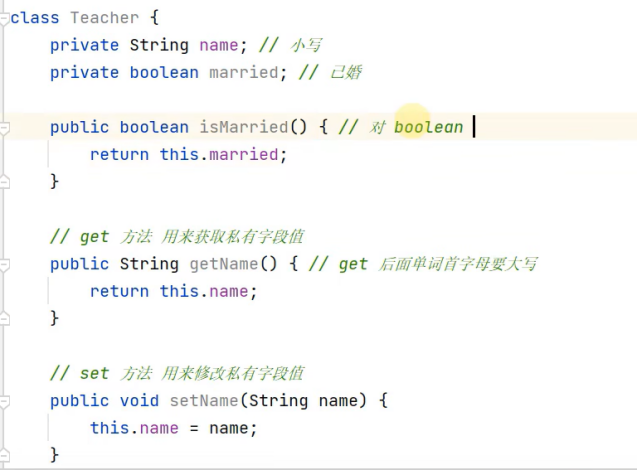 class Teacher {
private String name; // 小写
private boolean married; // 已婚
public boolean isMarried() { // 对 boolean
return this.married;
}
// get 方法 用来获取私有字段值
public String getName() { // get 后面单词首字母要大写
return this.name;
}
// set 方法 用来修改私有字段值
public void setName(String name) {
this.name = name;
}